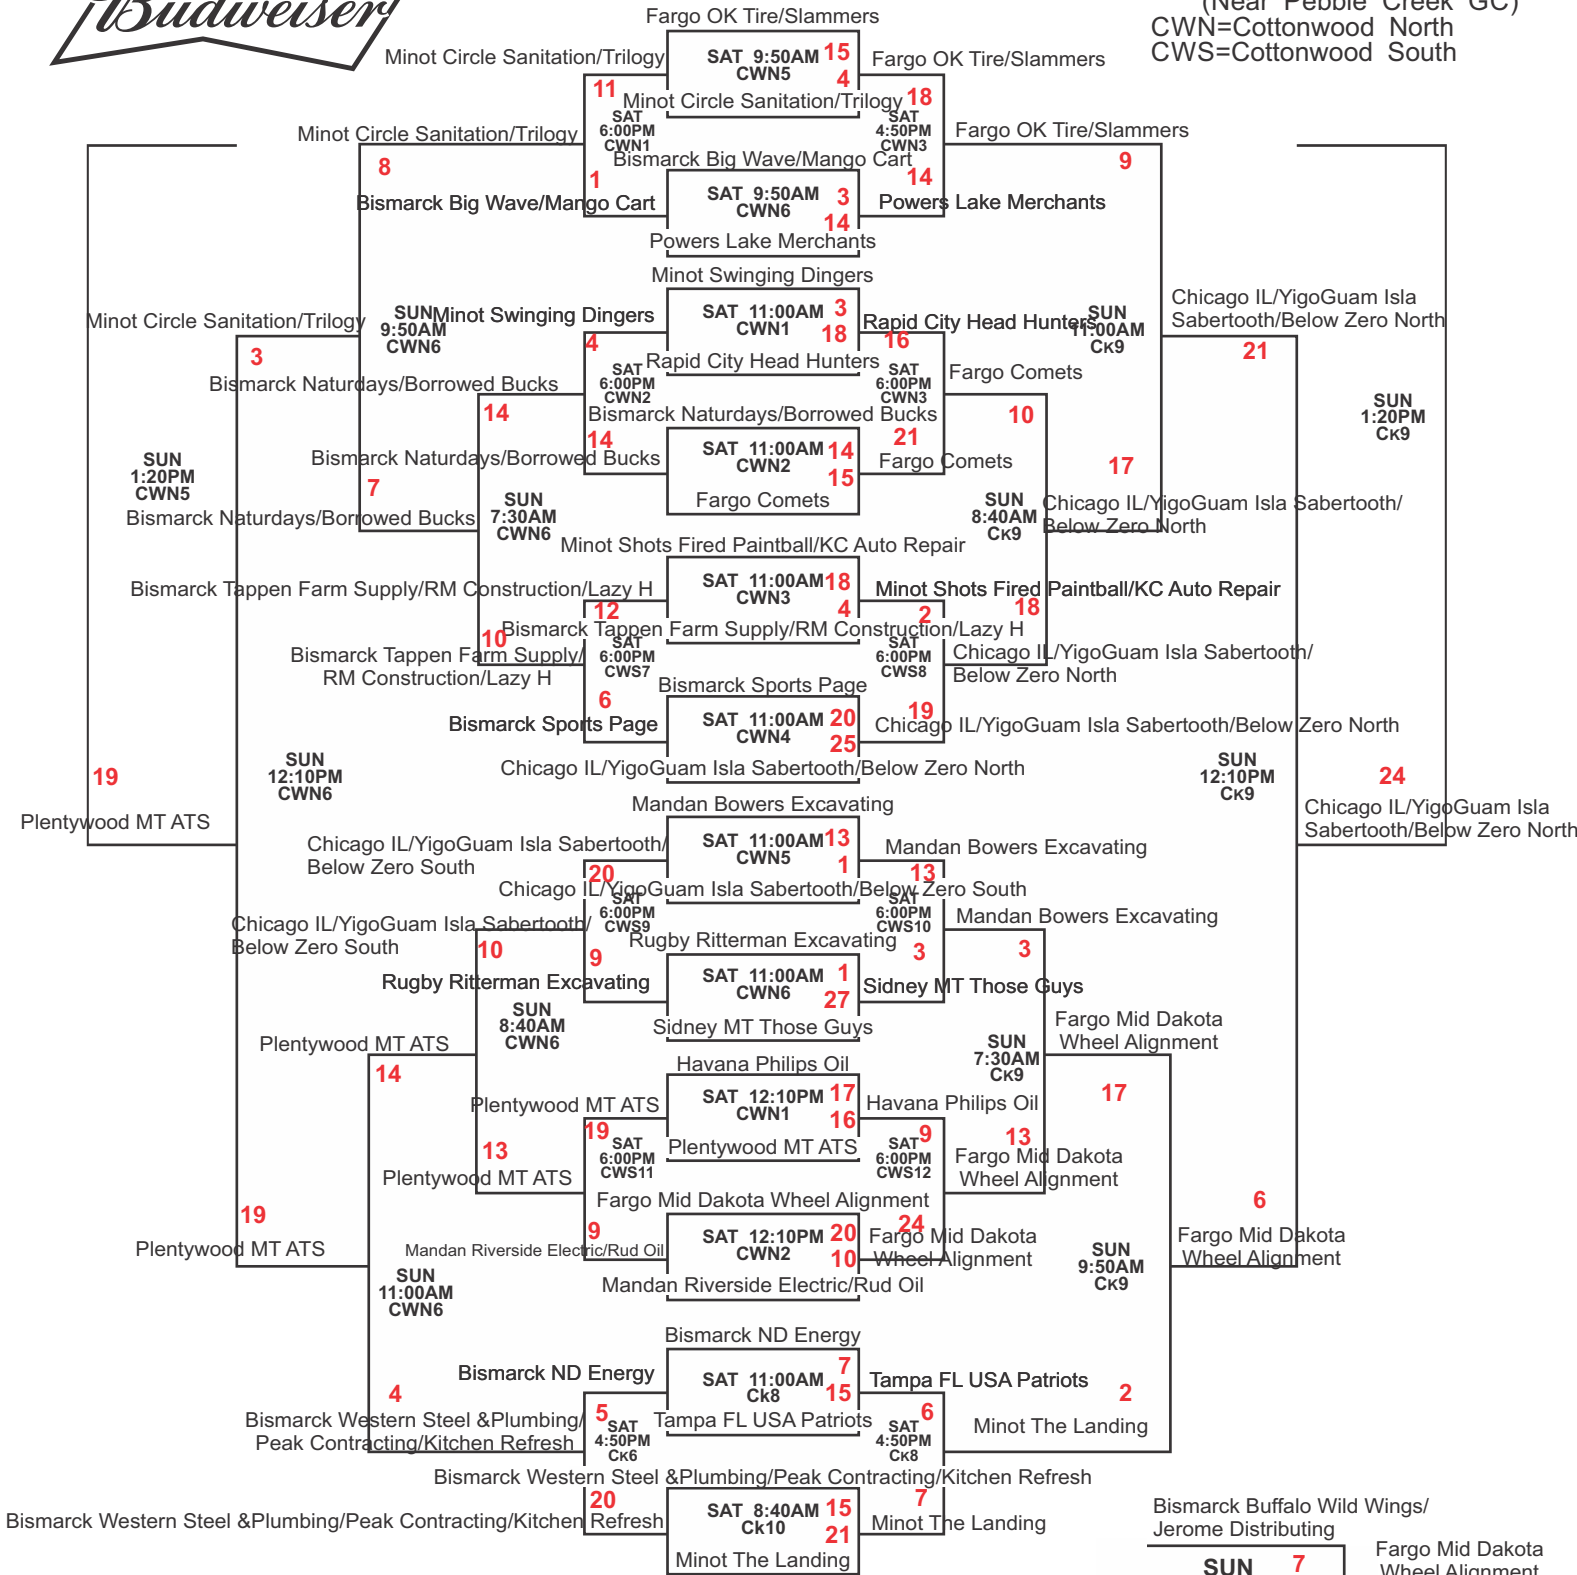 Budweiser
(Near Pebble Creek GC)
CWN=Cottonwood North
CWS=Cottonwood South
Fargo OK Tire/Slammers
Minot Circle Sanitation/Trilogy
SAT 9:50AM 15
CWN5
4
Fargo OK Tire/Slammers
11
Minot Circle Sanitation/Trilogy
18
SAT
6:00PM
CWN1
SAT
4:50PM
CWN3
Minot Circle Sanitation/Trilogy
Fargo OK Tire/Slammers
8
Bismarck Big Wave/Mango Cart
9
1
14
Bismarck Big Wave/Mango Cart
SAT 9:50AM 3
CWN6
14
Powers Lake Merchants
Powers Lake Merchants
Minot Swinging Dingers
Minot Circle Sanitation/Trilogy
SUN
9:50AM
CWN6
Minot Swinging Dingers
SAT 11:00AM 3
CWN1
18
Rapid City Head Hunters
SUN
11:00AM
CK9
Chicago IL/YigoGuam Isla
Sabertooth/Below Zero North
3
4
16
21
Rapid City Head Hunters
SAT
6:00PM
CWN2
SAT
6:00PM
CWN3
Bismarck Naturdays/Borrowed Bucks
Fargo Comets
14
Bismarck Naturdays/Borrowed Bucks
10
SUN
1:20PM
CK9
14
21
Bismarck Naturdays/Borrowed Bucks
SAT 11:00AM 14
CWN2
15
Fargo Comets
SUN
1:20PM
CWN5
7
17
Fargo Comets
SUN
7:30AM
CWN6
SUN
8:40AM
CK9
Bismarck Naturdays/Borrowed Bucks
Chicago IL/YigoGuam Isla Sabertooth/
Below Zero North
Minot Shots Fired Paintball/KC Auto Repair
Bismarck Tappen Farm Supply/RM Construction/Lazy H
SAT 11:00AM 18
CWN3
4
Minot Shots Fired Paintball/KC Auto Repair
12
2
18
Bismarck Tappen Farm Supply/RM Construction/Lazy H
10
SAT
6:00PM
CWS7
SAT
6:00PM
CWS8
Bismarck Tappen Farm Supply/
RM Construction/Lazy H
Chicago IL/YigoGuam Isla Sabertooth/
Below Zero North
Bismarck Sports Page
6
19
Bismarck Sports Page
SAT 11:00AM 20
CWN4
25
Chicago IL/YigoGuam Isla Sabertooth/Below Zero North
Chicago IL/YigoGuam Isla Sabertooth/Below Zero North
SUN
12:10PM
CWN6
SUN
12:10PM
CK9
19
24
Plentywood MT ATS
Chicago IL/YigoGuam Isla
Sabertooth/Below Zero North
Mandan Bowers Excavating
Chicago IL/YigoGuam Isla Sabertooth/
Below Zero South
SAT 11:00AM 13
CWN5
1
Mandan Bowers Excavating
20
13
Chicago IL/YigoGuam Isla Sabertooth/Below Zero South
SAT
6:00PM
CWS9
SAT
6:00PM
CWS10
Chicago IL/YigoGuam Isla Sabertooth/
Below Zero South
Mandan Bowers Excavating
Rugby Ritterman Excavating
10
9
3
3
Rugby Ritterman Excavating
SAT 11:00AM 1
CWN6
27
Sidney MT Those Guys
SUN
8:40AM
CWN6
Sidney MT Those Guys
Fargo Mid Dakota
Wheel Alignment
SUN
7:30AM
CK9
Plentywood MT ATS
Havana Philips Oil
14
17
Plentywood MT ATS
SAT 12:10PM 17
CWN1
16
Havana Philips Oil
19
9
13
SAT
6:00PM
CWS11
Plentywood MT ATS
SAT
6:00PM
CWS12
13
Fargo Mid Dakota
Wheel Alignment
Plentywood MT ATS
Fargo Mid Dakota Wheel Alignment
19
9
24
6
Plentywood MT ATS
Mandan Riverside Electric/Rud Oil
SAT 12:10PM 20
CWN2
10
Fargo Mid Dakota
Wheel Alignment
Fargo Mid Dakota
Wheel Alignment
SUN
11:00AM
CWN6
SUN
9:50AM
CK9
Mandan Riverside Electric/Rud Oil
Bismarck ND Energy
Bismarck ND Energy
SAT 11:00AM 7
Ck8
15
Tampa FL USA Patriots
4
2
5
6
Tampa FL USA Patriots
Bismarck Western Steel &Plumbing/
Peak Contracting/Kitchen Refresh
SAT
4:50PM
CK6
SAT
4:50PM
CK8
Minot The Landing
Bismarck Western Steel &Plumbing/Peak Contracting/Kitchen Refresh
20
7
Bismarck Western Steel &Plumbing/Peak Contracting/Kitchen Refresh
SAT 8:40AM 15
Ck10
21
Minot The Landing
Minot The Landing
Bismarck Buffalo Wild Wings/
Jerome Distributing
SUN 7
Fargo Mid Dakota
Wheel Alignment